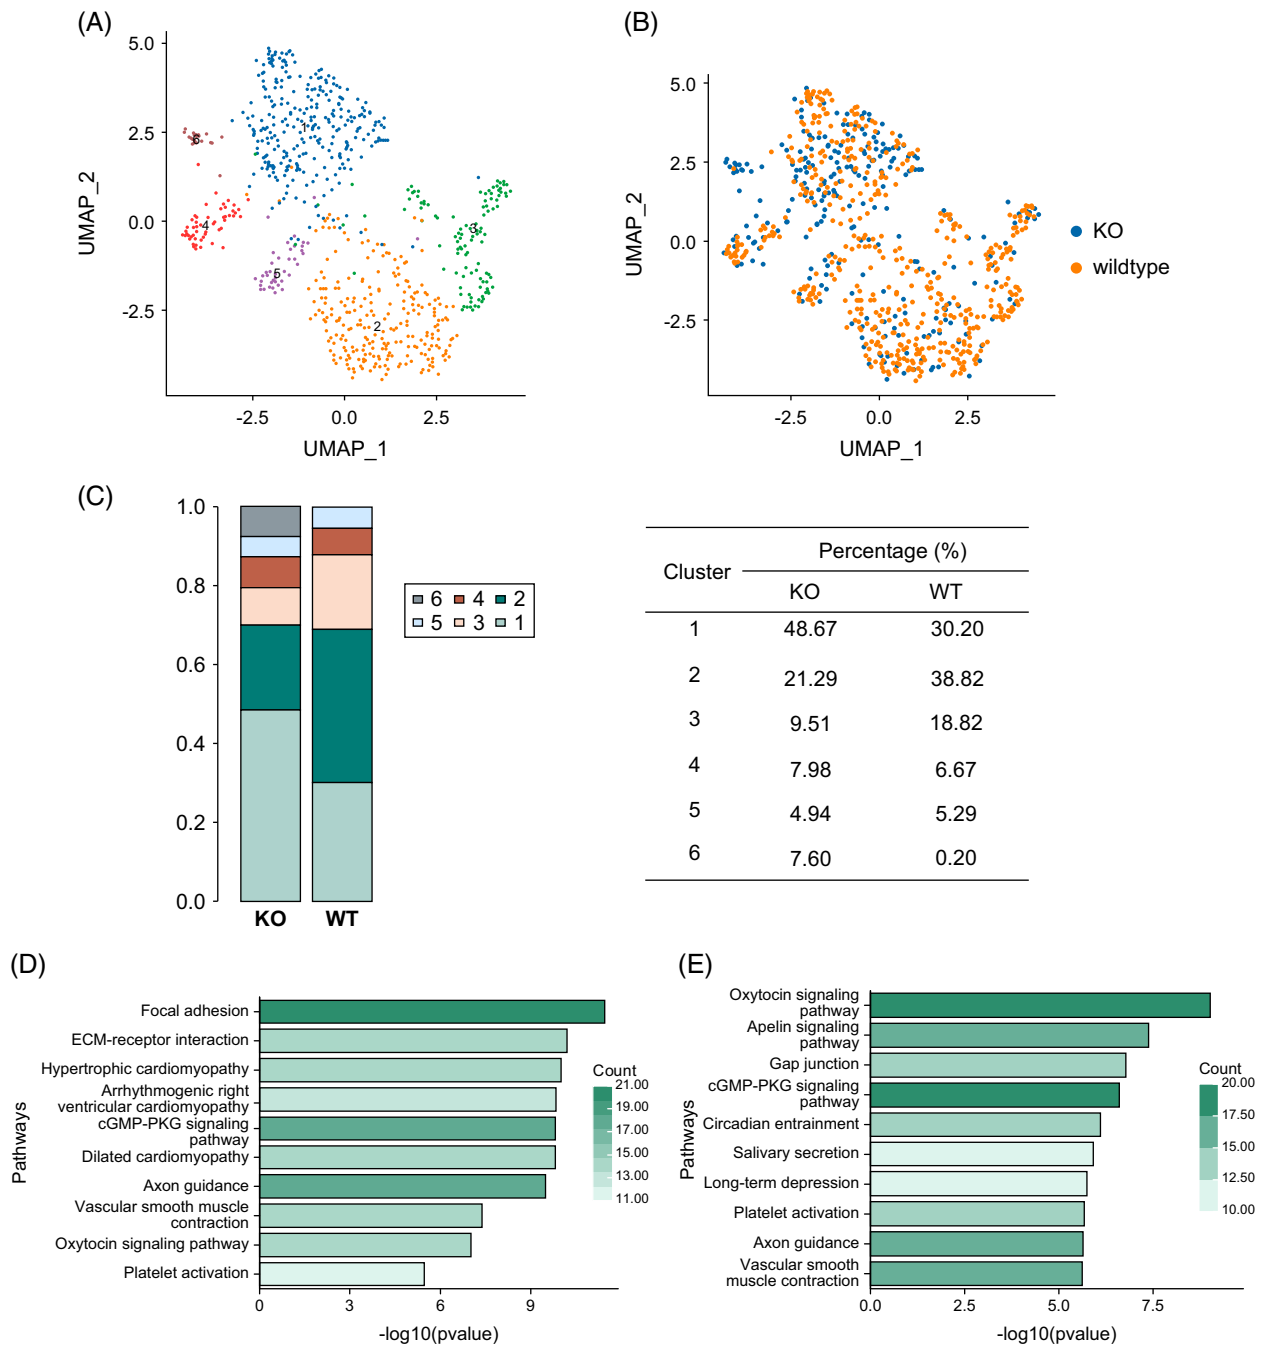 (A)
5.0
2.5
0.0
-2.5
UMAP_2
1
6
4
3
5
2
-2.5 0.0 2.5
UMAP_1
(B)
5.0
2.5
0.0
-2.5
UMAP_2
-2.5 0.0 2.5
UMAP_1
KO
wildtype
(C)
1.0
0.8
0.6
0.4
0.2
0.0
KO WT
6 4 2
5 3 1
Cluster
Percentage (%)
KO WT
1 48.67 30.20
2 21.29 38.82
3 9.51 18.82
4 7.98 6.67
5 4.94 5.29
6 7.60 0.20
(D)
Pathways
Focal adhesion
ECM-receptor interaction
Hypertrophic cardiomyopathy
Arrhythmogenic right
ventricular cardiomyopathy
cGMP-PKG signaling
pathway
Dilated cardiomyopathy
Axon guidance
Vascular smooth muscle
contraction
Oxytocin signaling pathway
Platelet activation
0 3 6 9
-log10(pvalue)
Count
21.00
19.00
17.00
15.00
13.00
11.00
(E)
Pathways
Oxytocin signaling
pathway
Apelin signaling
pathway
Gap junction
cGMP-PKG signaling
pathway
Circadian entrainment
Salivary secretion
Long-term depression
Platelet activation
Axon guidance
Vascular smooth
muscle contraction
0.0 2.5 5.0 7.5
-log10(pvalue)
Count
20.00
17.50
15.00
12.50
10.00